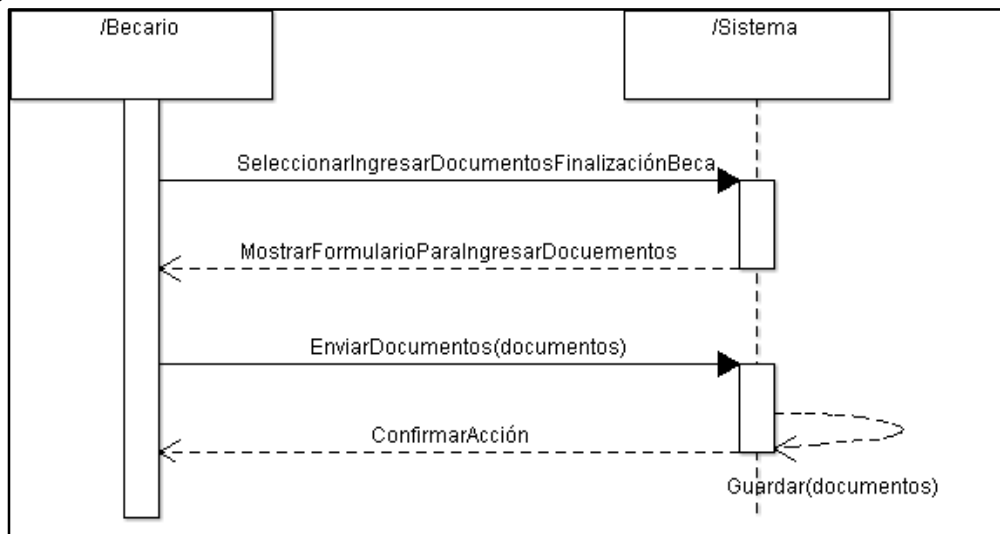 /Becario
/Sistema
SeleccionarIngresarDocumentosFinalizaciónBeca
MostrarFormularioParaIngresarDocuementos
EnviarDocumentos(documentos)
ConfirmarAcción
Guardar(documentos)